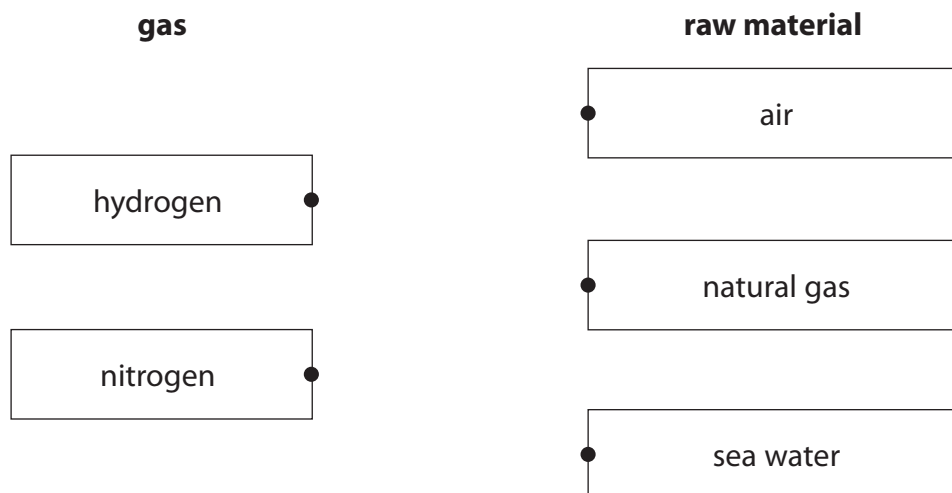 gas
raw material
hydrogen
nitrogen
air
natural gas
sea water